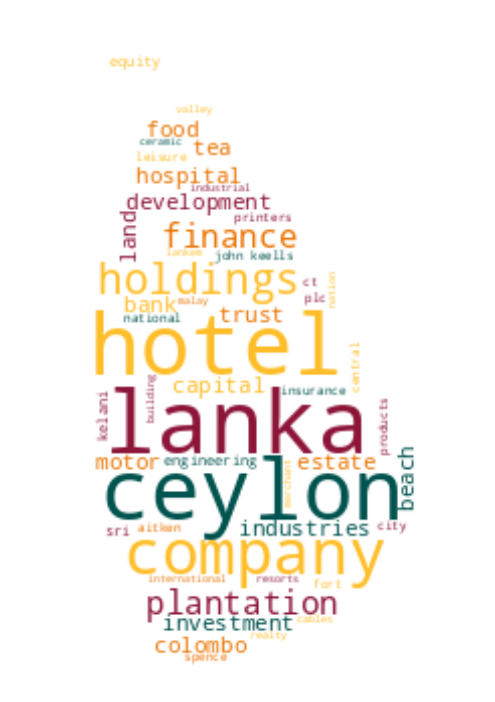 equity
valley
food
ceramic
tea
leisure
hospital
industrial
development
land
printers
finance
lankem
john keells
holdings
ct
nation
plc
bank
malay
national
trust
hotel
central
capital
building
insurance
kelani
lanka
products
motor
engineering
estate
merchant
beach
ceylon
sri
aitken
industries
city
company
international
resorts
fort
plantation
investment
cables
realty
colombo
spence